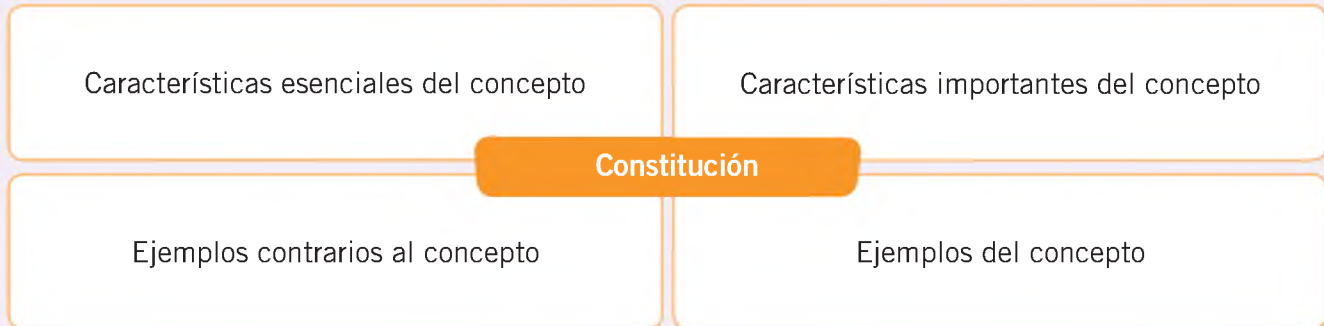 Características esenciales del concepto
Características importantes del concepto
Constitución
Ejemplos contrarios al concepto
Ejemplos del concepto